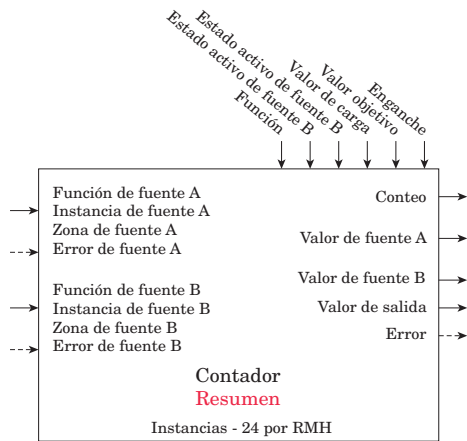 Función
Estado activo de fuente B
Estado activo de fuente B
Valor de carga
Valor objetivo
Enganche
Función de fuente A
Instancia de fuente A
Zona de fuente A
Error de fuente A
Función de fuente B
Instancia de fuente B
Zona de fuente B
Error de fuente B
Conteo
Valor de fuente A
Valor de fuente B
Valor de salida
Error
Contador
Resumen
Instancias - 24 por RMH